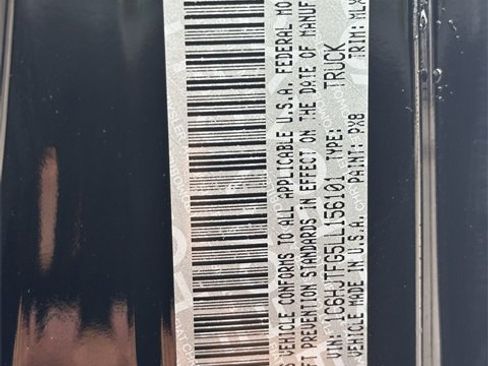 VEHICLE CONFORMS TO ALL APPLICABLE U.S.A. FEDERAL MO
PREVENTION STANDARDS IN EFFECT ON THE DATE OF MANUF
VIN: 1C6HJTFG5LL156101 TYPE: TRUCK
VEHICLE MADE IN U.S.A. PAINT: PX8 TRIM: MLX